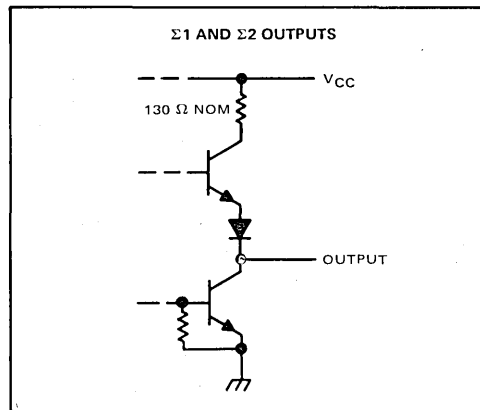 Σ1 AND Σ2 OUTPUTS
VCC
130 Ω NOM
OUTPUT